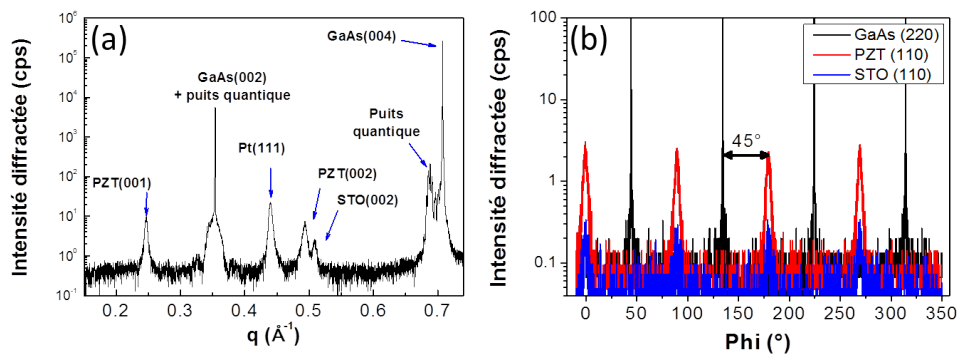 (a)
Intensité diffractée (cps)
10^6
10^5
10^4
10^3
10^2
10^1
10^0
10^-1
GaAs(004)
GaAs(002)
+ puits quantique
Puits
quantique
Pt(111)
PZT(002)
PZT(001)
STO(002)
0.2 0.3 0.4 0.5 0.6 0.7
q (Å^-1)
(b)
Intensité diffractée (cps)
100
10
1
0.1
GaAs (220)
PZT (110)
STO (110)
45°
0 50 100 150 200 250 300 350
Phi (°)